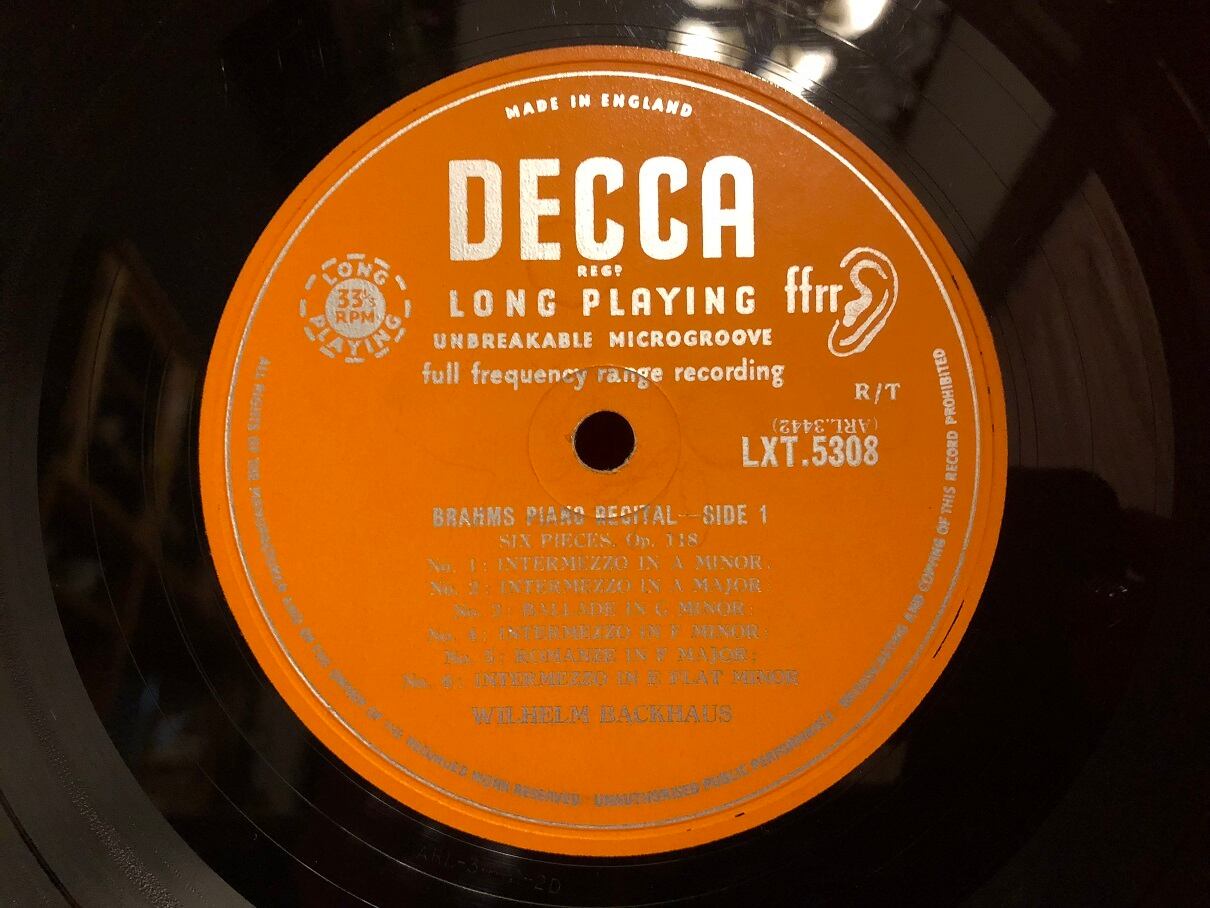 MADE IN ENGLAND
DECCA
REGD
LONG PLAYING
UNBREAKABLE MICROGROOVE
full frequency range recording
LONG
33⅓
RPM
PLAYING
ffrr
R/T
(ARL.3442)
LXT.5308
BRAHMS PIANO RECITAL—SIDE 1
SIX PIECES, Op. 118
No. 1: INTERMEZZO IN A MINOR;
No. 2: INTERMEZZO IN A MAJOR;
No. 3: BALLADE IN G MINOR;
No. 4: INTERMEZZO IN F MINOR;
No. 5: ROMANZE IN F MAJOR;
No. 6: INTERMEZZO IN E FLAT MINOR
WILHELM BACKHAUS
ALL RIGHTS OF THE MANUFACTURER AND OF THE OWNER OF THE RECORDED WORK RESERVED · UNAUTHORISED PUBLIC PERFORMANCE · BROADCASTING AND COPYING OF THIS RECORD PROHIBITED